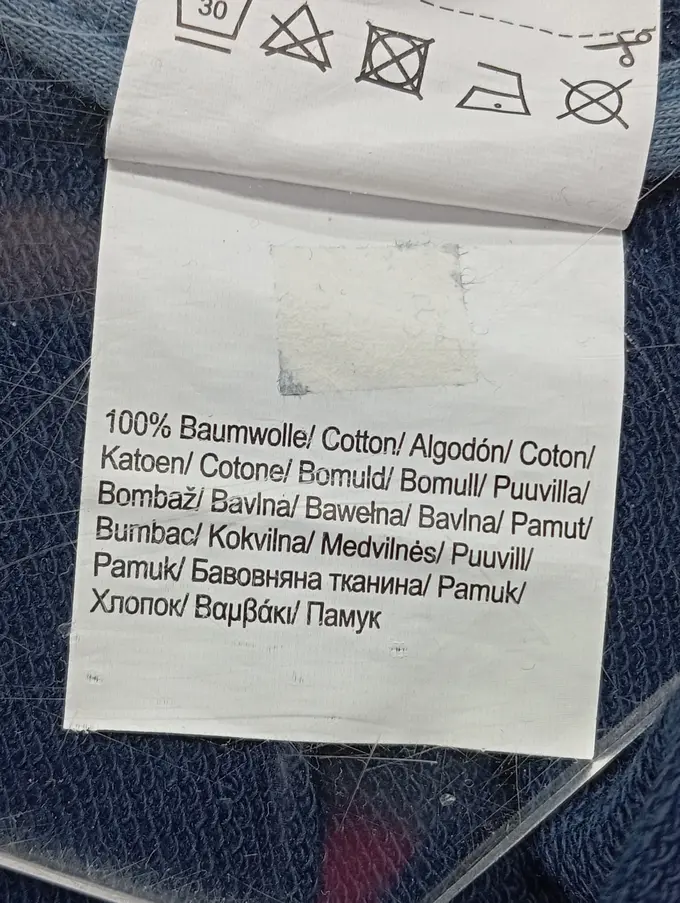 30
100% Baumwolle/ Cotton/ Algodón/ Coton/
Katoen/ Cotone/ Bomuld/ Bomull/ Puuvilla/
Bombaž/ Bavlna/ Bawełna/ Bavlna/ Pamut/
Bumbac/ Kokvilna/ Medvilnės/ Puuvill/
Pamuk/ Бавовняна тканина/ Pamuk/
Хлопок/ Βαμβάκι/ Памук